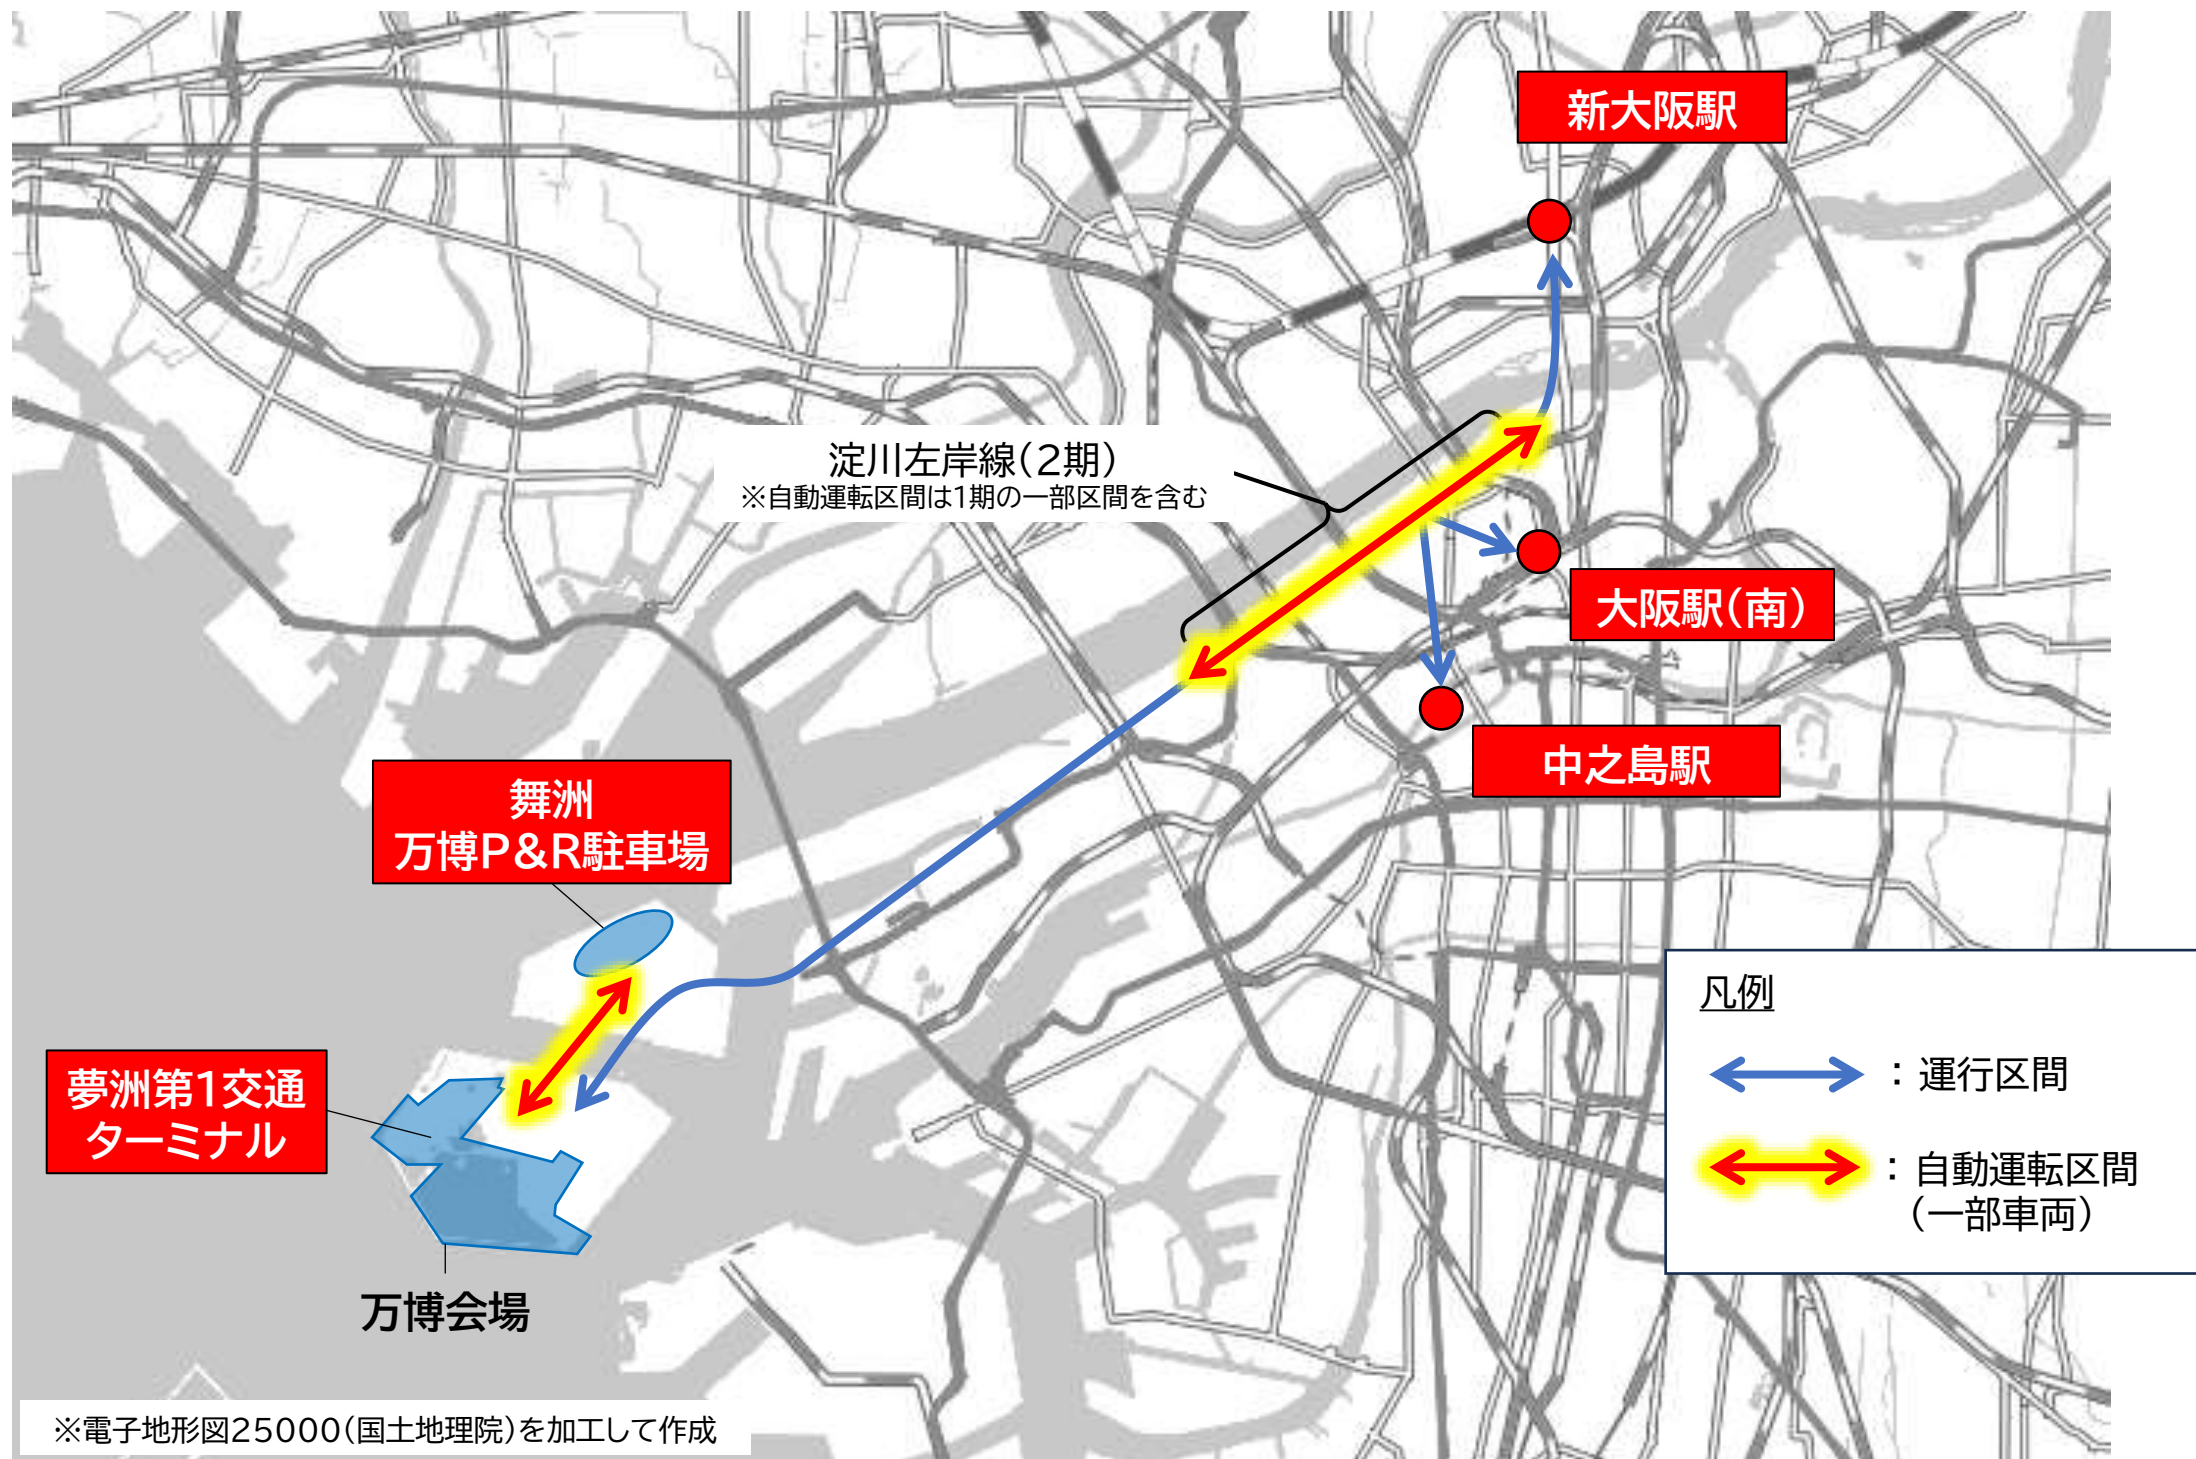 新大阪駅
淀川左岸線(2期)
※自動運転区間は1期の一部区間を含む
大阪駅(南)
中之島駅
舞洲
万博P&R駐車場
夢洲第1交通
ターミナル
万博会場
凡例
：運行区間
：自動運転区間
(一部車両)
※電子地形図25000(国土地理院)を加工して作成